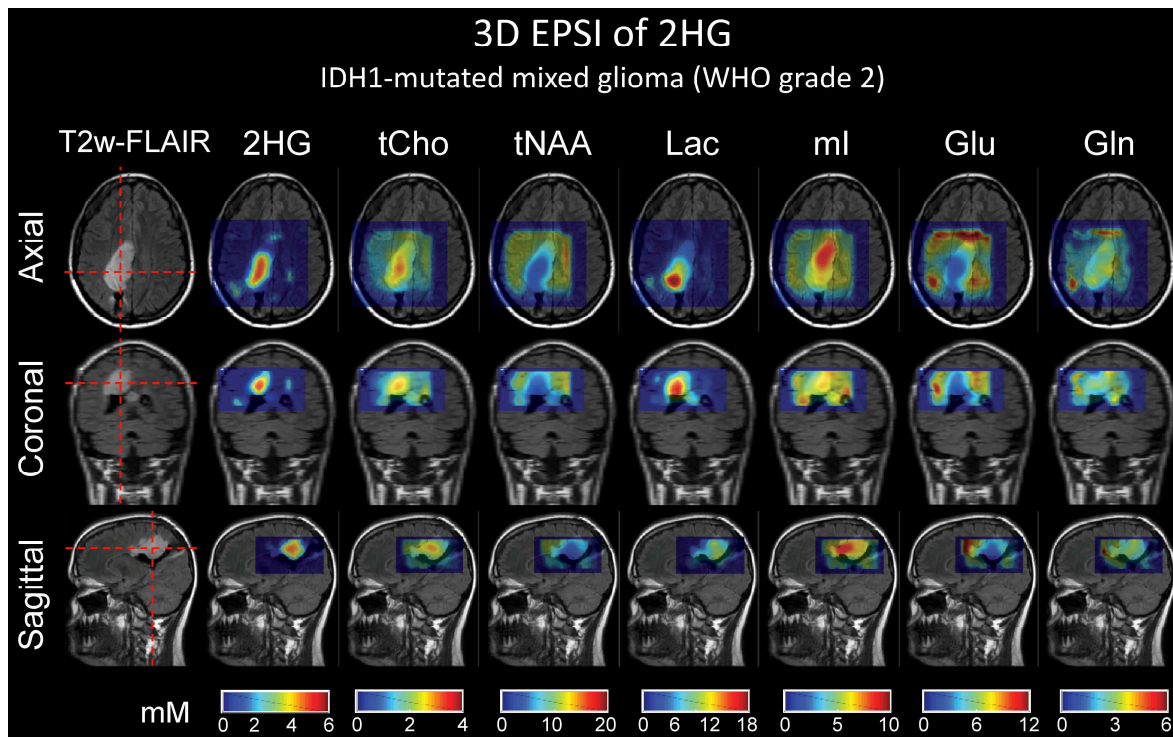 3D EPSI of 2HG
IDH1-mutated mixed glioma (WHO grade 2)
T2w-FLAIR 2HG tCho tNAA Lac mI Glu Gln
Axial
Coronal
Sagittal
mM
0 2 4 6 0 2 4 0 10 20 0 6 12 18 0 5 10 0 6 12 0 3 6